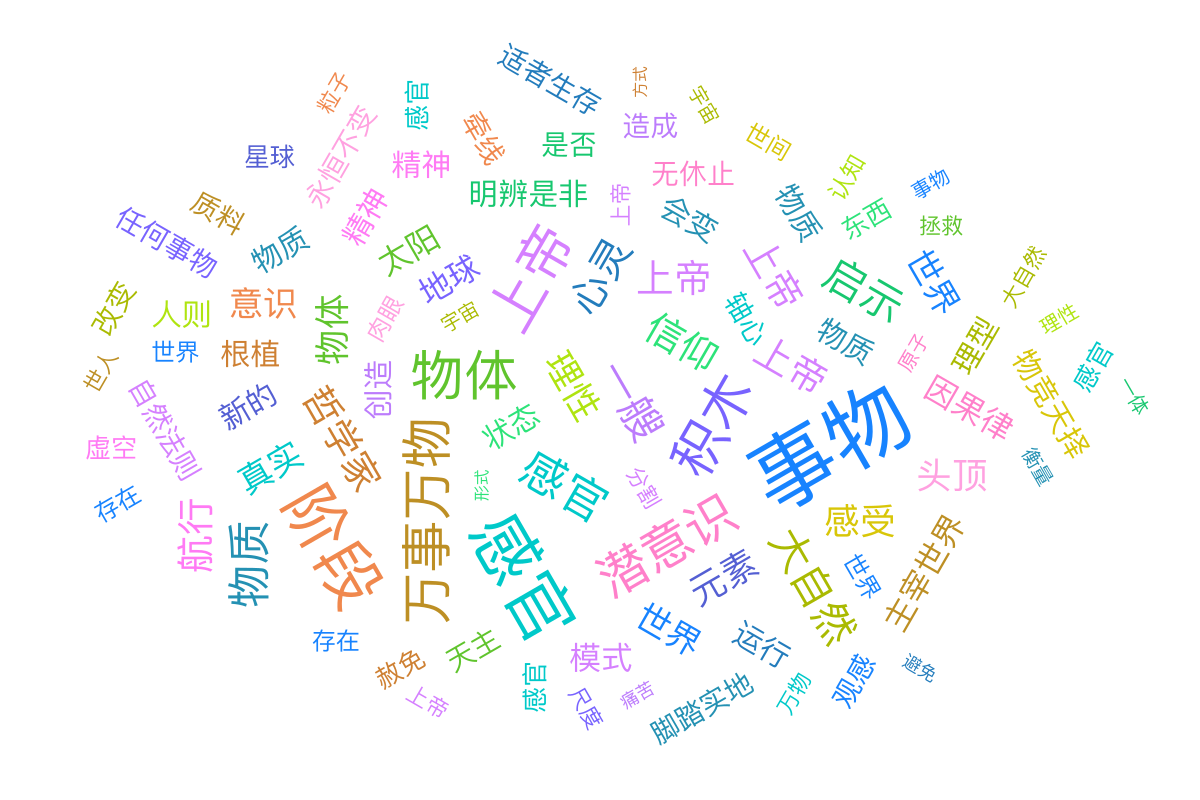 适者生存
方式
粒子
感官
宇宙
牵线
造成
世间
星球
永恒不变
精神
是否
无休止
认知
事物
明辨是非
上帝
质料
精神
会变
物质
东西
拯救
任何事物
物质
太阳
地球
上帝
心灵
上帝
上帝
启示
世界
大自然
改变
人则
意识
物体
肉眼
宇宙
轴心
信仰
物质
原子
理型
理性
世人
世界
根植
创造
物体
理性
一艘
上帝
因果律
物竞天择
感官
一体
自然法则
新的
哲学家
状态
积木
事物
虚空
真实
万事万物
形式
感官
分割
头顶
衡量
存在
航行
物质
阶段
感官
潜意识
元素
大自然
感受
世界
主宰世界
存在
赦免
天主
上帝
感官
模式
尺度
痛苦
世界
运行
脚踏实地
万物
观感
避免